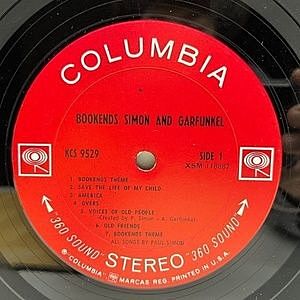 COLUMBIA
BOOKENDS SIMON AND GARFUNKEL
KCS 9529
SIDE 1
XSM 118887
1. BOOKENDS THEME
2. SAVE THE LIFE OF MY CHILD
3. AMERICA
4. OVERS
5. VOICES OF OLD PEOPLE
(Created by P. Simon - A. Garfunkel)
6. OLD FRIENDS
7. BOOKENDS THEME
ALL SONGS BY PAUL SIMON
"360 SOUND" STEREO "360 SOUND"
® "COLUMBIA", MARCAS REG. PRINTED IN U.S.A.